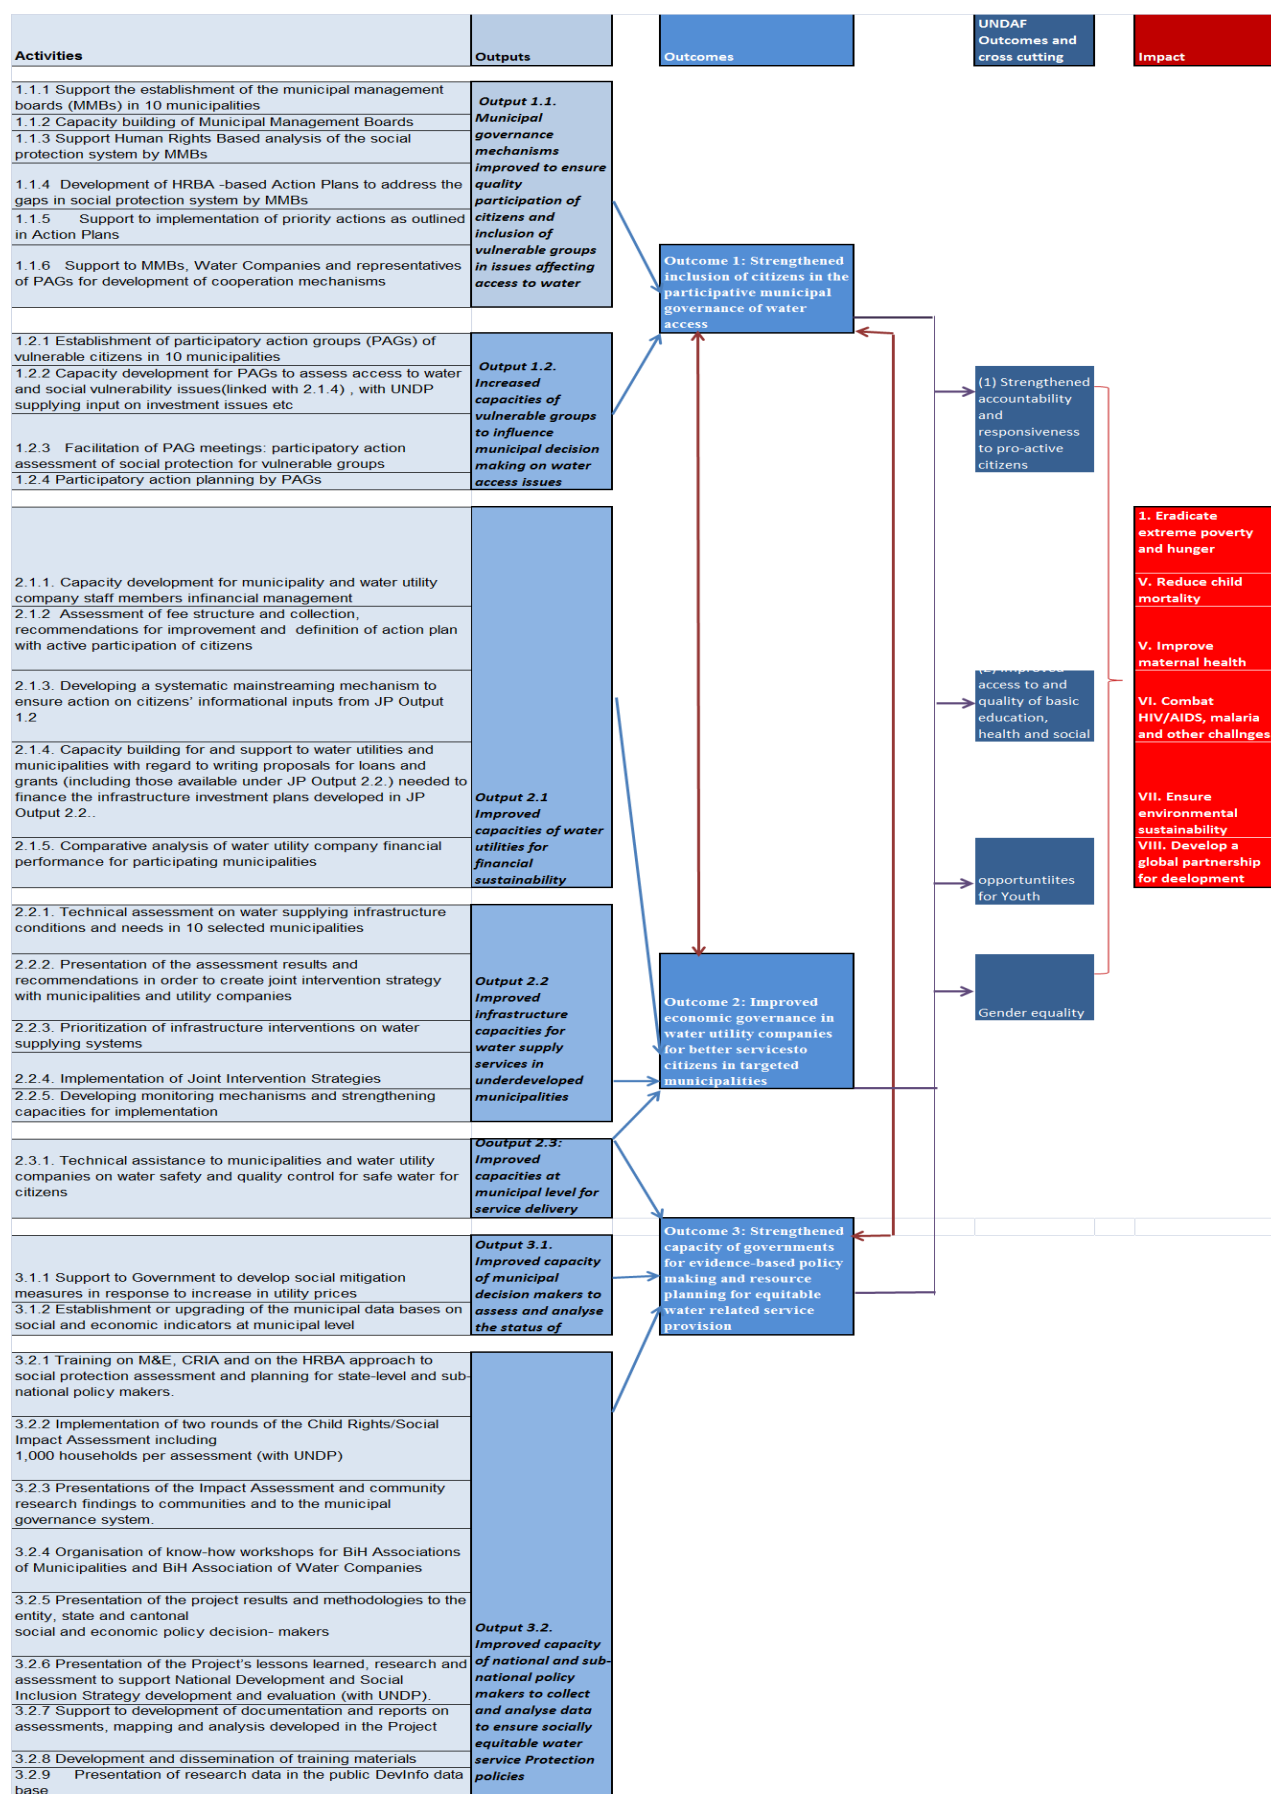 Activities
Outputs
Outcomes
UNDAF
Outcomes and
cross cutting
Impact
1.1.1 Support the establishment of the municipal management
boards (MMBs) in 10 municipalities
1.1.2 Capacity building of Municipal Management Boards
1.1.3 Support Human Rights Based analysis of the social
protection system by MMBs
1.1.4 Development of HRBA -based Action Plans to address the
gaps in social protection system by MMBs
1.1.5 Support to implementation of priority actions as outlined
in Action Plans
1.1.6 Support to MMBs, Water Companies and representatives
of PAGs for development of cooperation mechanisms
Output 1.1.
Municipal
governance
mechanisms
improved to ensure
quality
participation of
citizens and
inclusion of
vulnerable groups
in issues affecting
access to water
Outcome 1: Strengthened
inclusion of citizens in the
participative municipal
governance of water
access
1.2.1 Establishment of participatory action groups (PAGs) of
vulnerable citizens in 10 municipalities
1.2.2 Capacity development for PAGs to assess access to water
and social vulnerability issues(linked with 2.1.4) , with UNDP
supplying input on investment issues etc
1.2.3 Facilitation of PAG meetings: participatory action
assessment of social protection for vulnerable groups
1.2.4 Participatory action planning by PAGs
Output 1.2.
Increased
capacities of
vulnerable groups
to influence
municipal decision
making on water
access issues
(1) Strengthened
accountability
and
responsiveness
to pro-active
citizens
2.1.1. Capacity development for municipality and water utility
company staff members infinancial management
2.1.2 Assessment of fee structure and collection,
recommendations for improvement and definition of action plan
with active participation of citizens
2.1.3. Developing a systematic mainstreaming mechanism to
ensure action on citizens' informational inputs from JP Output
1.2
2.1.4. Capacity building for and support to water utilities and
municipalities with regard to writing proposals for loans and
grants (including those available under JP Output 2.2.) needed to
finance the infrastructure investment plans developed in JP
Output 2.2..
2.1.5. Comparative analysis of water utility company financial
performance for participating municipalities
Output 2.1
Improved
capacities of water
utilities for
financial
sustainability
(2) Improved
access to and
quality of basic
education,
health and social
opportuntiites
for Youth
1. Eradicate
extreme poverty
and hunger
V. Reduce child
mortality
V. Improve
maternal health
VI. Combat
HIV/AIDS, malaria
and other challnges
VII. Ensure
environmental
sustainability
VIII. Develop a
global partnership
for deelopment
2.2.1. Technical assessment on water supplying infrastructure
conditions and needs in 10 selected municipalities
2.2.2. Presentation of the assessment results and
recommendations in order to create joint intervention strategy
with municipalities and utility companies
2.2.3. Prioritization of infrastructure interventions on water
supplying systems
2.2.4. Implementation of Joint Intervention Strategies
2.2.5. Developing monitoring mechanisms and strengthening
capacities for implementation
Output 2.2
Improved
infrastructure
capacities for
water supply
services in
underdeveloped
municipalities
Outcome 2: Improved
economic governance in
water utility companies
for better servicesto
citizens in targeted
municipalities
Gender equality
2.3.1. Technical assistance to municipalities and water utility
companies on water safety and quality control for safe water for
citizens
Ooutput 2.3:
Improved
capacities at
municipal level for
service delivery
3.1.1 Support to Government to develop social mitigation
measures in response to increase in utility prices
3.1.2 Establishment or upgrading of the municipal data bases on
social and economic indicators at municipal level
Output 3.1.
Improved capacity
of municipal
decision makers to
assess and analyse
the status of
Outcome 3: Strengthened
capacity of governments
for evidence-based policy
making and resource
planning for equitable
water related service
provision
3.2.1 Training on M&E, CRIA and on the HRBA approach to
social protection assessment and planning for state-level and sub-
national policy makers.
3.2.2 Implementation of two rounds of the Child Rights/Social
Impact Assessment including
1,000 households per assessment (with UNDP)
3.2.3 Presentations of the Impact Assessment and community
research findings to communities and to the municipal
governance system.
3.2.4 Organisation of know-how workshops for BiH Associations
of Municipalities and BiH Association of Water Companies
3.2.5 Presentation of the project results and methodologies to the
entity, state and cantonal
social and economic policy decision- makers
3.2.6 Presentation of the Project's lessons learned, research and
assessment to support National Development and Social
Inclusion Strategy development and evaluation (with UNDP).
3.2.7 Support to development of documentation and reports on
assessments, mapping and analysis developed in the Project
3.2.8 Development and dissemination of training materials
3.2.9 Presentation of research data in the public DevInfo data
base
Output 3.2.
Improved capacity
of national and sub-
national policy
makers to collect
and analyse data
to ensure socially
equitable water
service Protection
policies